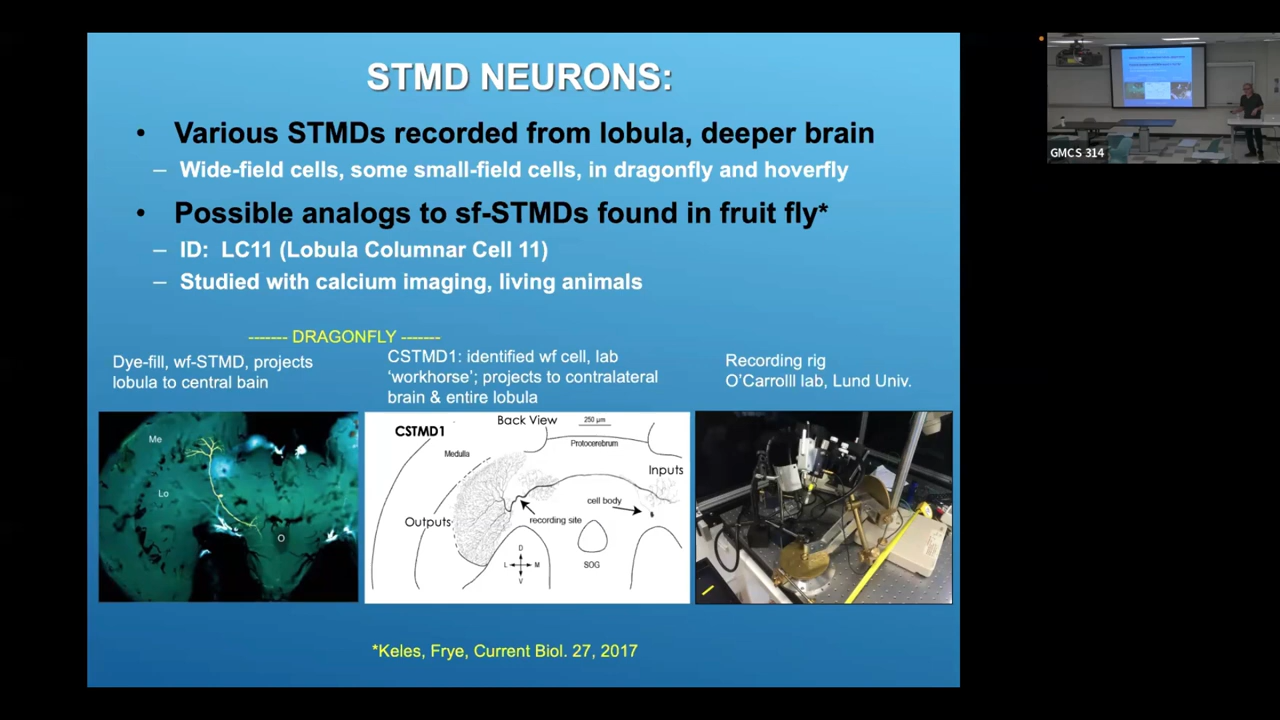 STMD NEURONS:
• Various STMDs recorded from lobula, deeper brain
– Wide-field cells, some small-field cells, in dragonfly and hoverfly
• Possible analogs to sf-STMDs found in fruit fly*
– ID: LC11 (Lobula Columnar Cell 11)
– Studied with calcium imaging, living animals
------- DRAGONFLY -------
Dye-fill, wf-STMD, projects
lobula to central bain
CSTMD1: identified wf cell, lab
‘workhorse’; projects to contralateral
brain & entire lobula
Recording rig
O’Carrolll lab, Lund Univ.
Me
Lo
O
Back View
250 µm
CSTMD1
Protocerebrum
Medulla
Inputs
cell body
Outputs
recording site
D
L
M
V
SOG
*Keles, Frye, Current Biol. 27, 2017
GMCS 314